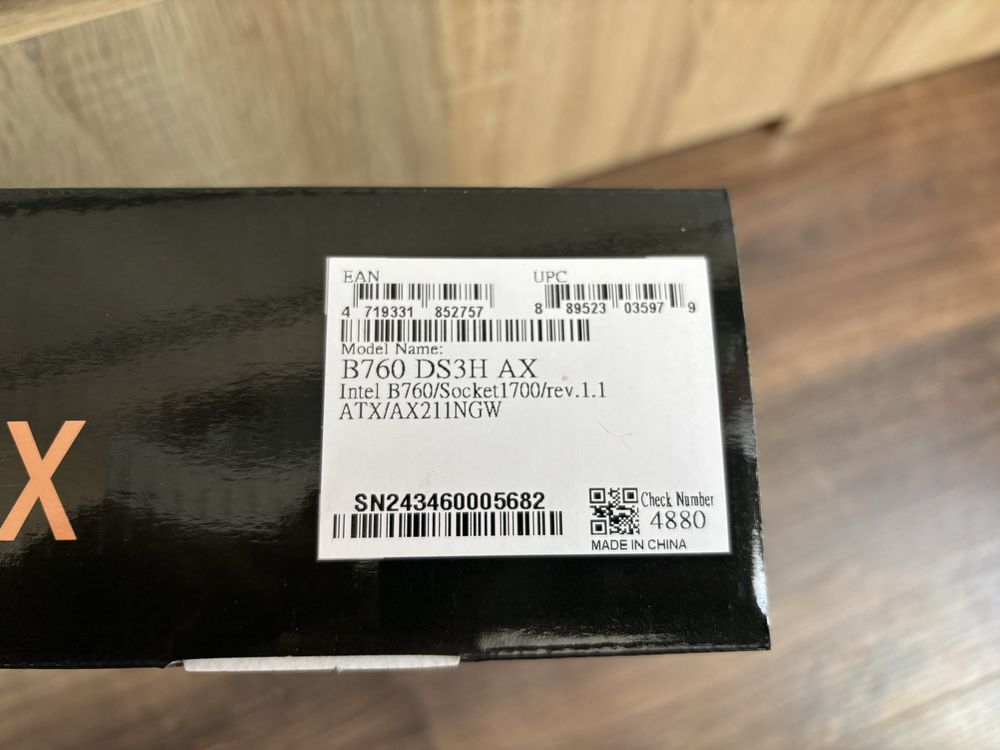 EAN
4 719331 852757
UPC
8 89523 03597 9
Model Name:
B760 DS3H AX
Intel B760/Socket1700/rev.1.1
ATX/AX211NGW
SN243460005682
Check Number
4880
MADE IN CHINA
X